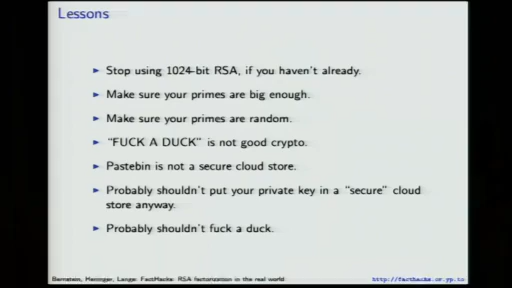 Lessons
► Stop using 1024-bit RSA, if you haven't already.
► Make sure your primes are big enough.
► Make sure your primes are random.
► "FUCK A DUCK" is not good crypto.
► Pastebin is not a secure cloud store.
► Probably shouldn't put your private key in a "secure" cloud
store anyway.
► Probably shouldn't fuck a duck.
Bernstein, Heninger, Lange: FactHacks: RSA factorization in the real world
http://facthacks.cr.yp.to